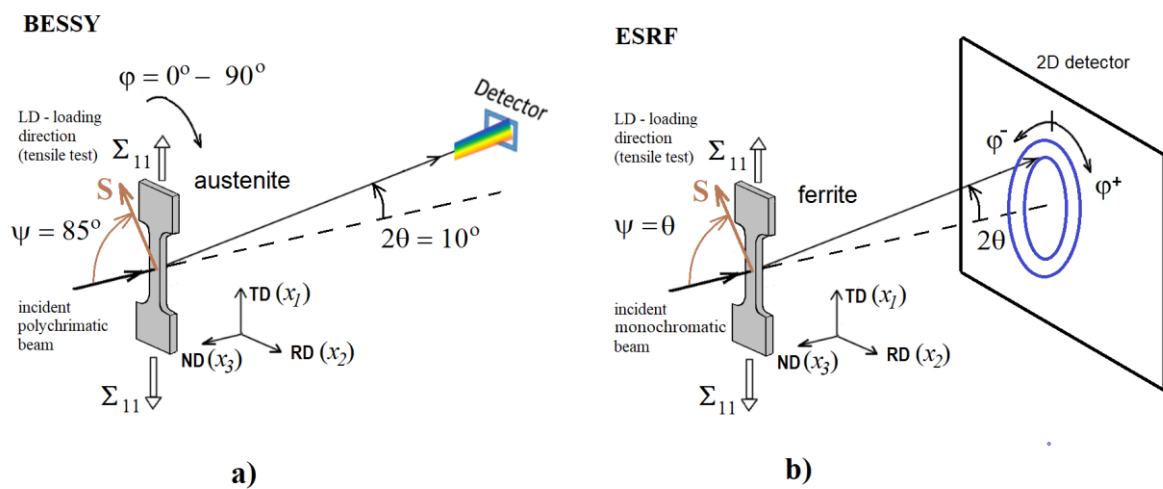 BESSY
φ = 0° – 90°
LD - loading
direction
(tensile test)
Σ11
S
austenite
Detector
ψ = 85°
2θ = 10°
incident
polychrimatic
beam
TD (x1)
ND (x3)
RD (x2)
Σ11
a)
ESRF
2D detector
LD - loading
direction
(tensile test)
Σ11
φ-
φ+
S
ferrite
ψ = θ
2θ
incident
monochromatic
beam
TD (x1)
ND (x3)
RD (x2)
Σ11
b)